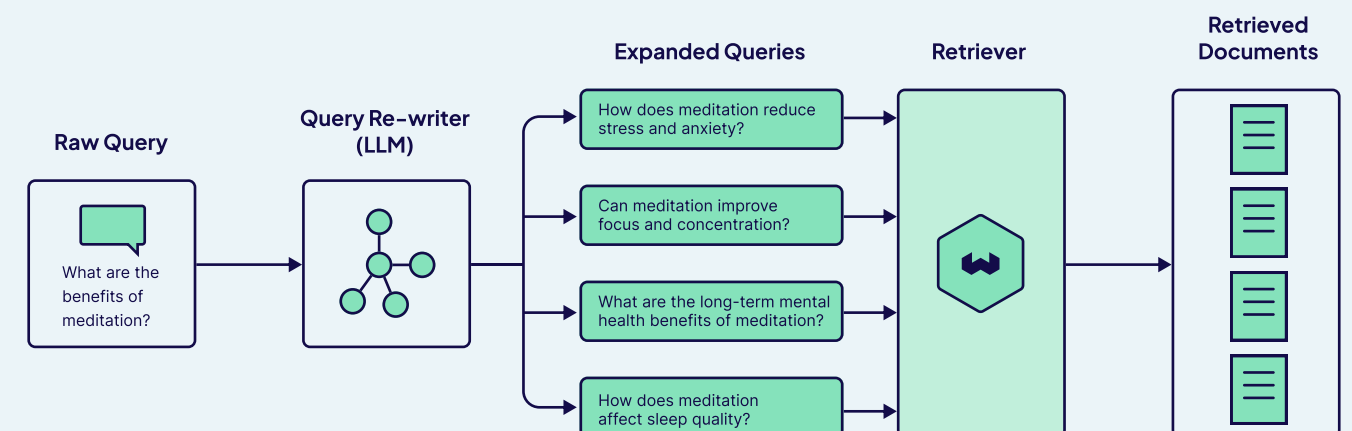 Raw Query
What are the
benefits of
meditation?
Query Re-writer
(LLM)
Expanded Queries
How does meditation reduce
stress and anxiety?
Can meditation improve
focus and concentration?
What are the long-term mental
health benefits of meditation?
How does meditation
affect sleep quality?
Retriever
Retrieved
Documents